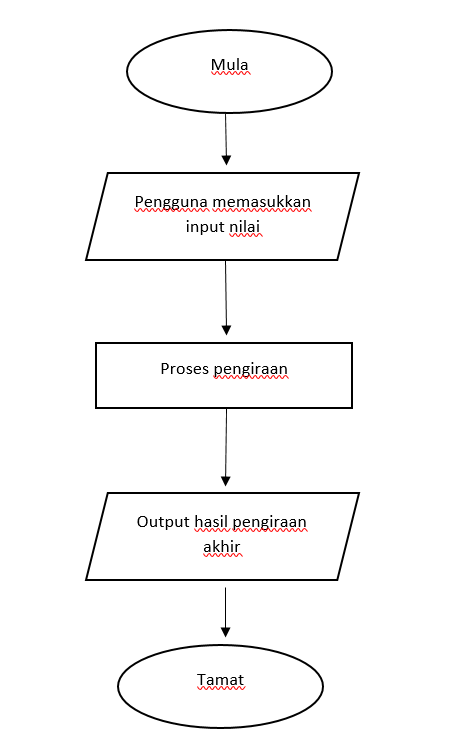 Mula
Pengguna memasukkan
input nilai
Proses pengiraan
Output hasil pengiraan
akhir
Tamat